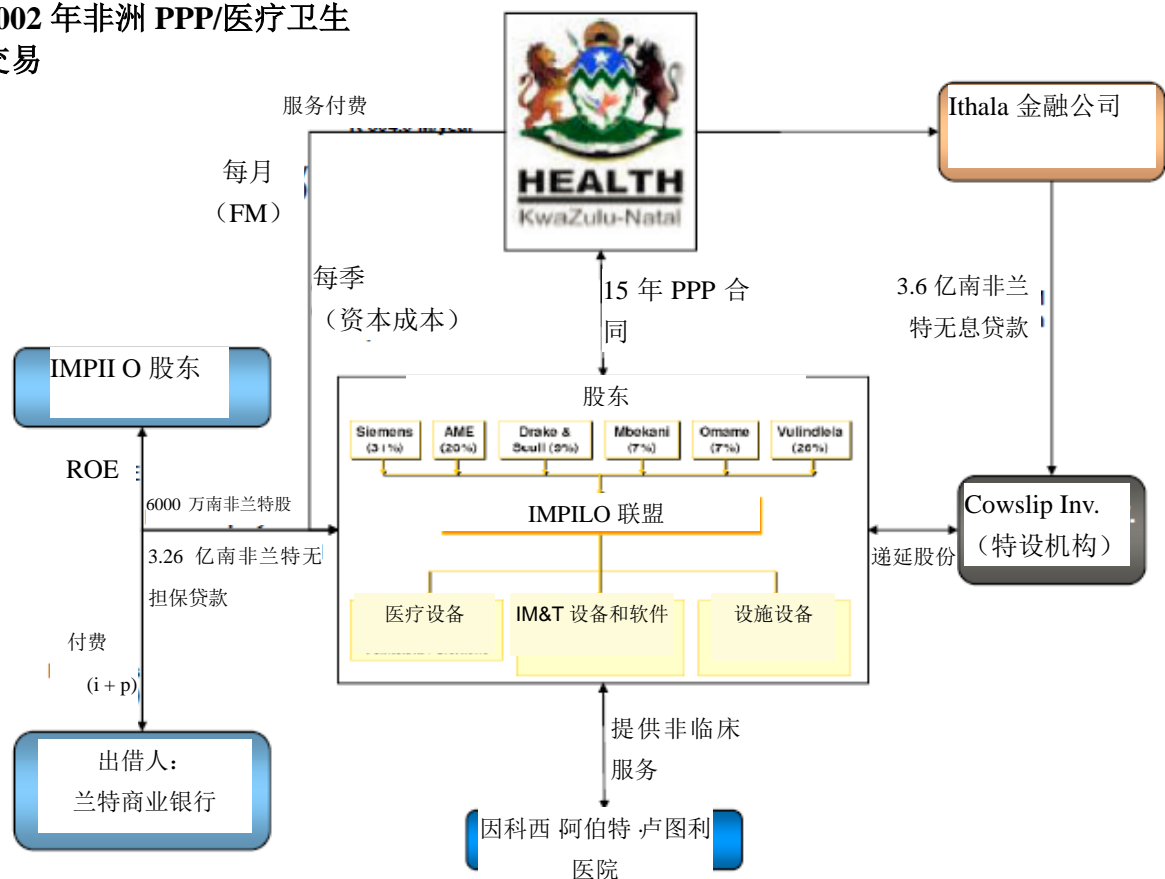 002 年非洲 PPP/医疗卫生
交易
服务付费
HEALTH
KwaZulu-Natal
Ithala 金融公司
每月
（FM）
每季
（资本成本）
15 年 PPP 合
同
3.6 亿南非兰
特无息贷款
IMPII O 股东
股东
Siemens
(31%)
AME
(20%)
Drake &
Scull (9%)
Mbekani
(7%)
Omame
(7%)
Vulindlela
(26%)
ROE
6000 万南非兰特股
3.26 亿南非兰特无
担保贷款
IMPILO 联盟
Cowslip Inv.
（特设机构）
递延股份
医疗设备
IM&T 设备和软件
设施设备
付费
(i + p)
出借人：
兰特商业银行
提供非临床
服务
因科西·阿伯特·卢图利
医院